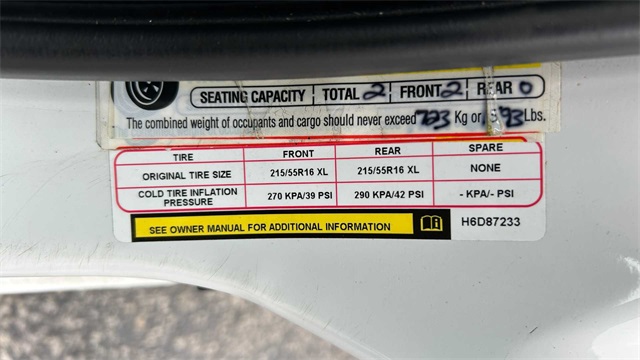 SEATING CAPACITY TOTAL 2 FRONT 2 REAR 0
The combined weight of occupants and cargo should never exceed 723 Kg or Lbs.
TIRE FRONT REAR SPARE
ORIGINAL TIRE SIZE 215/55R16 XL 215/55R16 XL NONE
COLD TIRE INFLATION PRESSURE 270 KPA/39 PSI 290 KPA/42 PSI - KPA/- PSI
SEE OWNER MANUAL FOR ADDITIONAL INFORMATION H6D87233